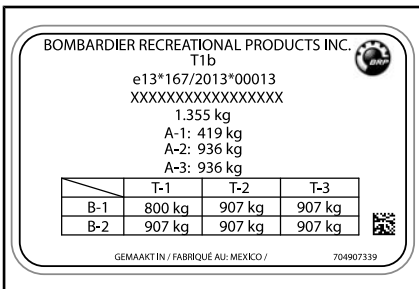 BOMBARDIER RECREATIONAL PRODUCTS INC.
BRP
T1b
e13*167/2013*00013
XXXXXXXXXXXXXXXXX
1.355 kg
A-1: 419 kg
A-2: 936 kg
A-3: 936 kg
T-1 T-2 T-3
B-1 800 kg 907 kg 907 kg
B-2 907 kg 907 kg 907 kg
GEMAAKT IN / FABRIQUÉ AU: MEXICO / 704907339